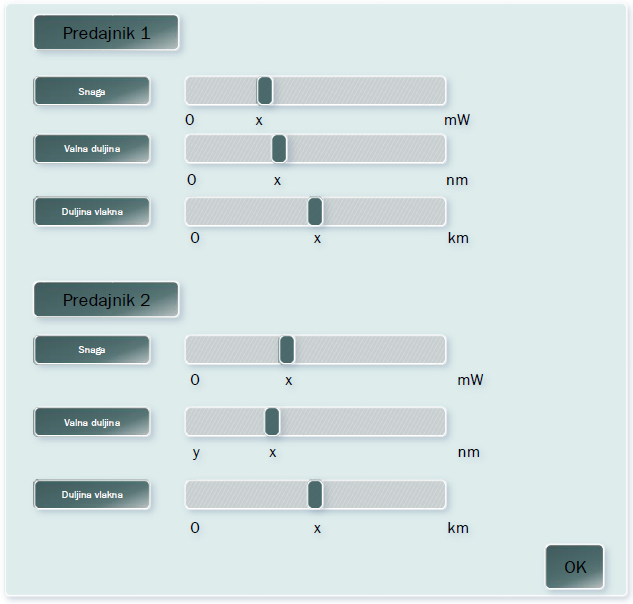 Predajnik 1
Snaga
0 x mW
Valna duljina
0 x nm
Duljina vlakna
0 x km
Predajnik 2
Snaga
0 x mW
Valna duljina
y x nm
Duljina vlakna
0 x km
OK